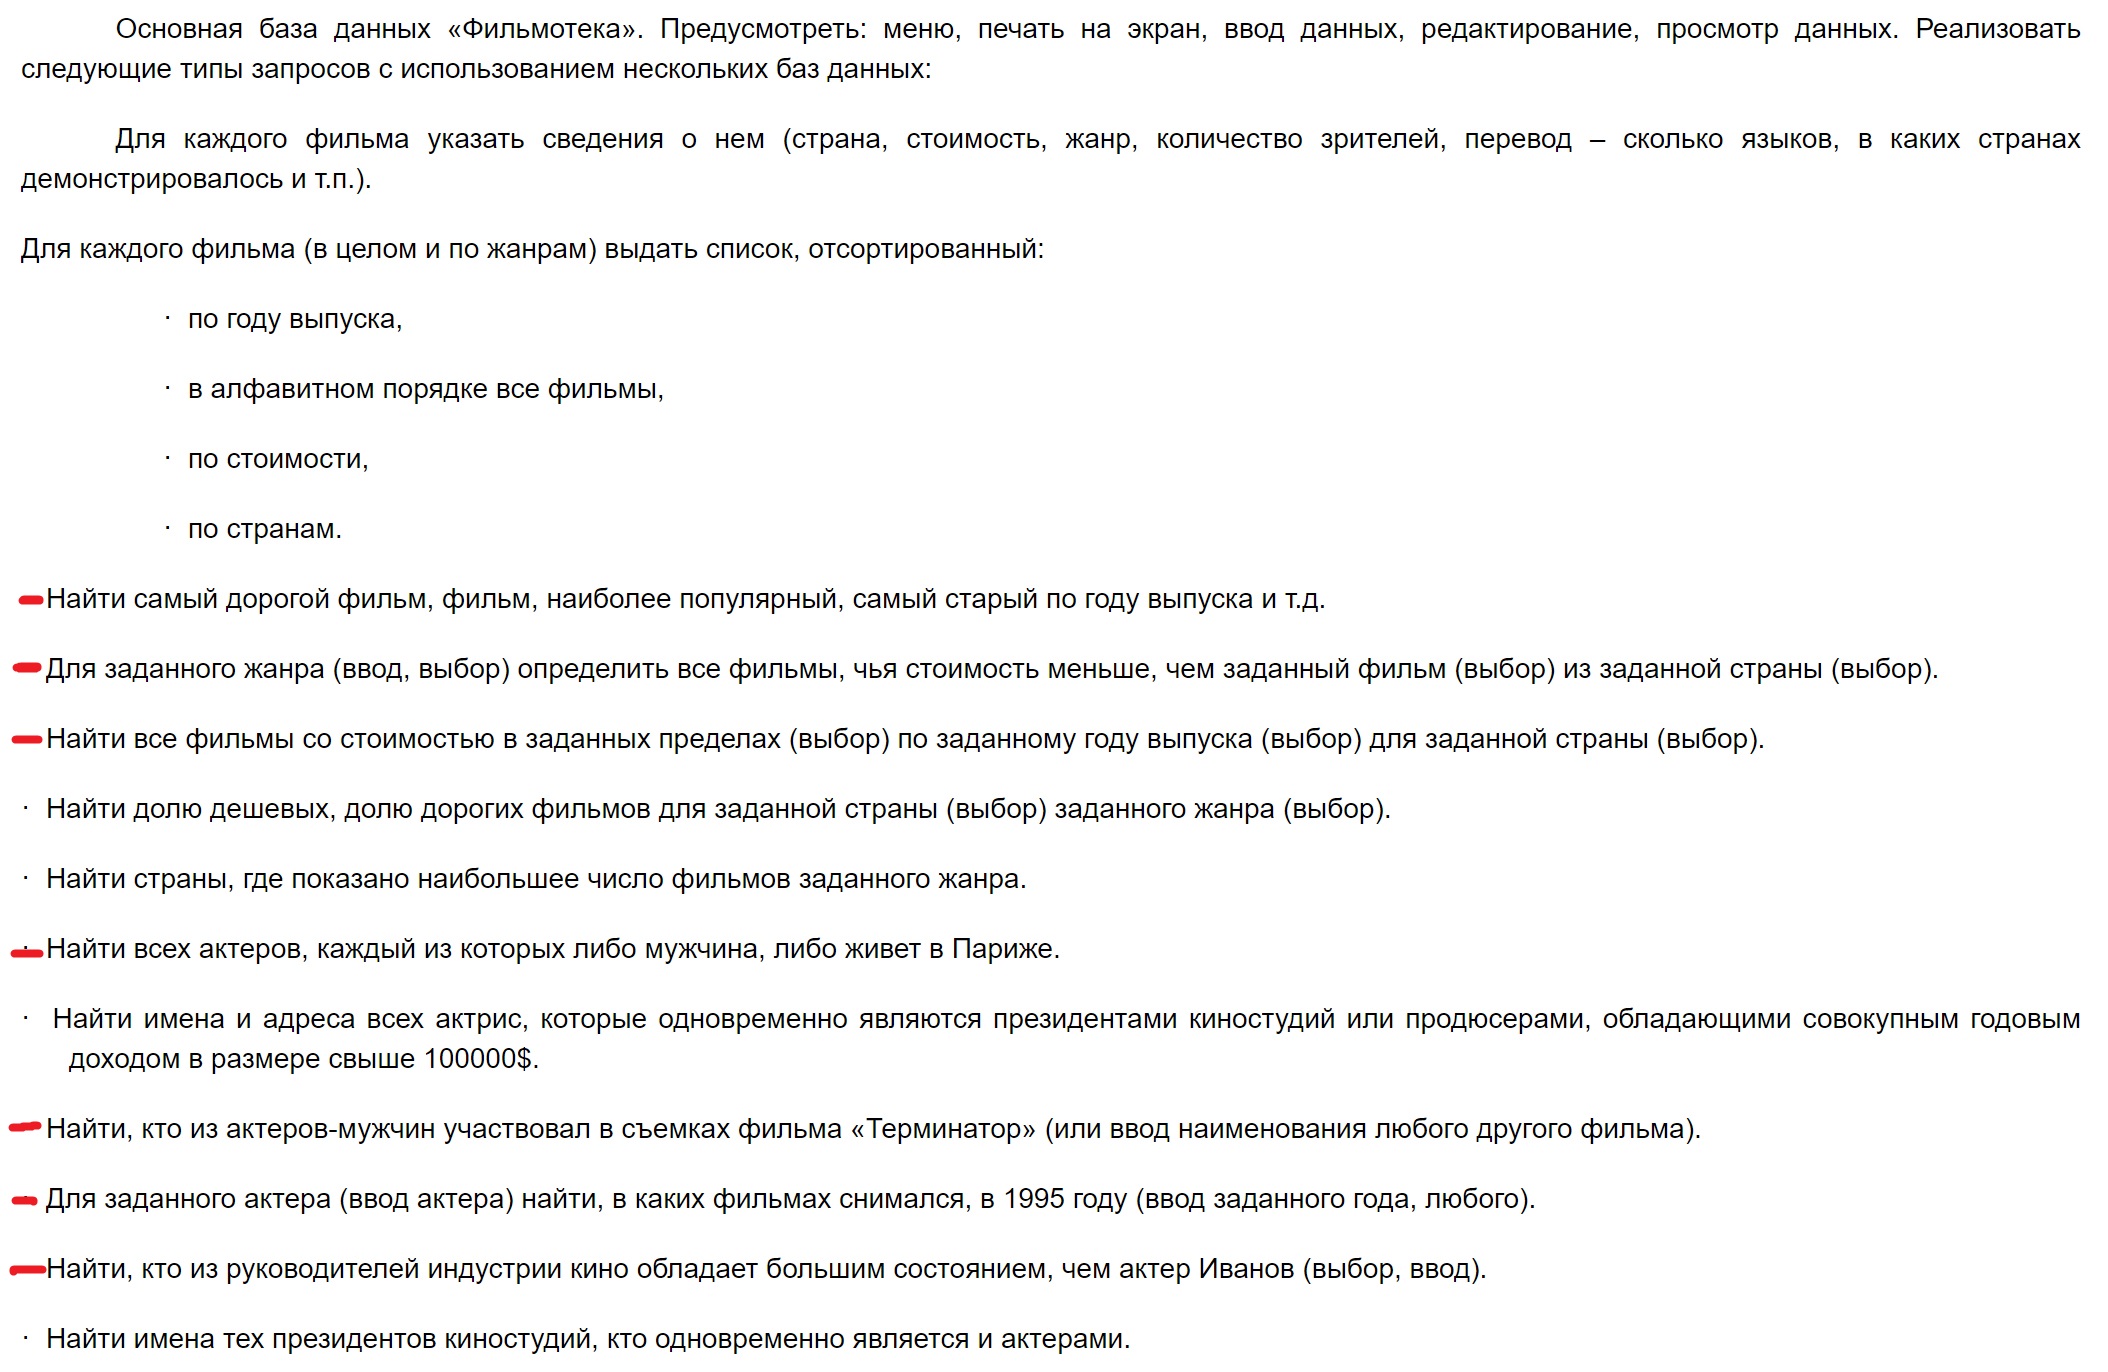 Основная база данных «Фильмотека». Предусмотреть: меню, печать на экран, ввод данных, редактирование, просмотр данных. Реализовать
следующие типы запросов с использованием нескольких баз данных:
Для каждого фильма указать сведения о нем (страна, стоимость, жанр, количество зрителей, перевод – сколько языков, в каких странах
демонстрировалось и т.п.).
Для каждого фильма (в целом и по жанрам) выдать список, отсортированный:
· по году выпуска,
· в алфавитном порядке все фильмы,
· по стоимости,
· по странам.
Найти самый дорогой фильм, фильм, наиболее популярный, самый старый по году выпуска и т.д.
Для заданного жанра (ввод, выбор) определить все фильмы, чья стоимость меньше, чем заданный фильм (выбор) из заданной страны (выбор).
Найти все фильмы со стоимостью в заданных пределах (выбор) по заданному году выпуска (выбор) для заданной страны (выбор).
· Найти долю дешевых, долю дорогих фильмов для заданной страны (выбор) заданного жанра (выбор).
· Найти страны, где показано наибольшее число фильмов заданного жанра.
· Найти всех актеров, каждый из которых либо мужчина, либо живет в Париже.
· Найти имена и адреса всех актрис, которые одновременно являются президентами киностудий или продюсерами, обладающими совокупным годовым
доходом в размере свыше 100000$.
Найти, кто из актеров-мужчин участвовал в съемках фильма «Терминатор» (или ввод наименования любого другого фильма).
Для заданного актера (ввод актера) найти, в каких фильмах снимался, в 1995 году (ввод заданного года, любого).
Найти, кто из руководителей индустрии кино обладает большим состоянием, чем актер Иванов (выбор, ввод).
· Найти имена тех президентов киностудий, кто одновременно является и актерами.